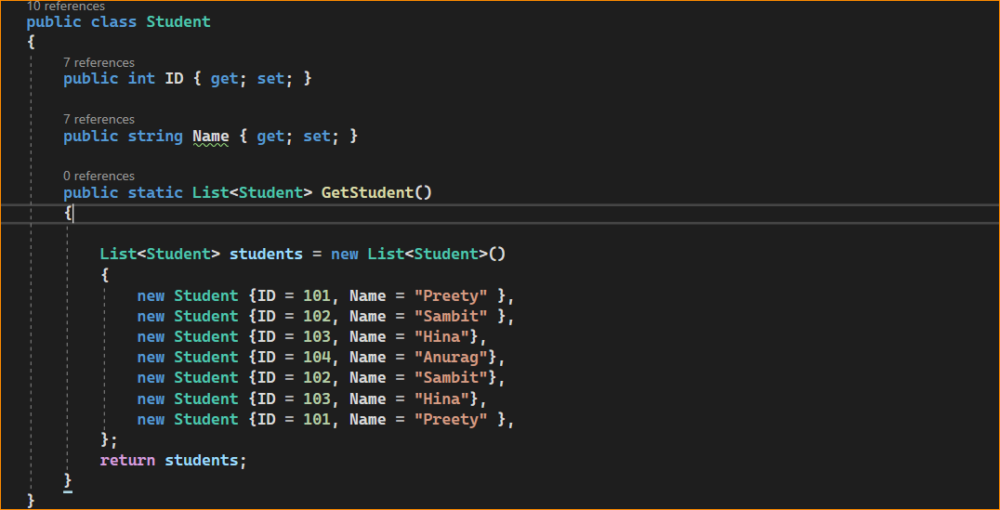 10 references
public class Student
{
7 references
public int ID { get; set; }
7 references
public string Name { get; set; }
0 references
public static List<Student> GetStudent()
{
List<Student> students = new List<Student>()
{
new Student {ID = 101, Name = "Preety" },
new Student {ID = 102, Name = "Sambit" },
new Student {ID = 103, Name = "Hina"},
new Student {ID = 104, Name = "Anurag"},
new Student {ID = 102, Name = "Sambit"},
new Student {ID = 103, Name = "Hina"},
new Student {ID = 101, Name = "Preety" },
};
return students;
}
}